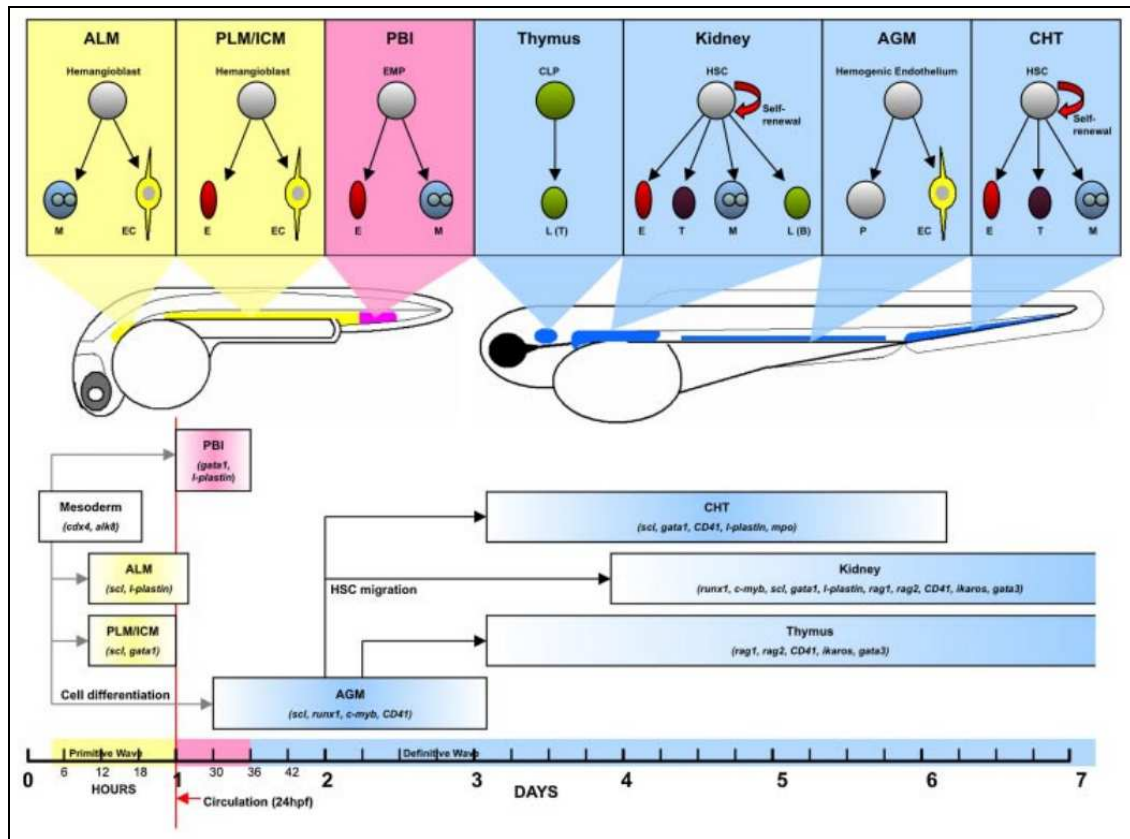 ALM
Hemangioblast
M
EC
PLM/ICM
Hemangioblast
E
EC
PBI
EMP
E
M
Thymus
CLP
L (T)
Kidney
HSC
Self-
renewal
E
T
M
L (B)
AGM
Hemogenic Endothelium
P
EC
CHT
HSC
Self-
renewal
E
T
M
PBI
(gata1,
l-plastin)
Mesoderm
(cdx4, alk8)
ALM
(scl, l-plastin)
PLM/ICM
(scl, gata1)
Cell differentiation
AGM
(scl, runx1, c-myb, CD41)
HSC migration
CHT
(scl, gata1, CD41, l-plastin, mpo)
Kidney
(runx1, c-myb, scl, gata1, l-plastin, rag1, rag2, CD41, ikaros, gata3)
Thymus
(rag1, rag2, CD41, ikaros, gata3)
Primitive Wave
Definitive Wave
0 6 12 18 1 30 36 42 2 3 4 5 6 7
HOURS
DAYS
Circulation (24hpf)